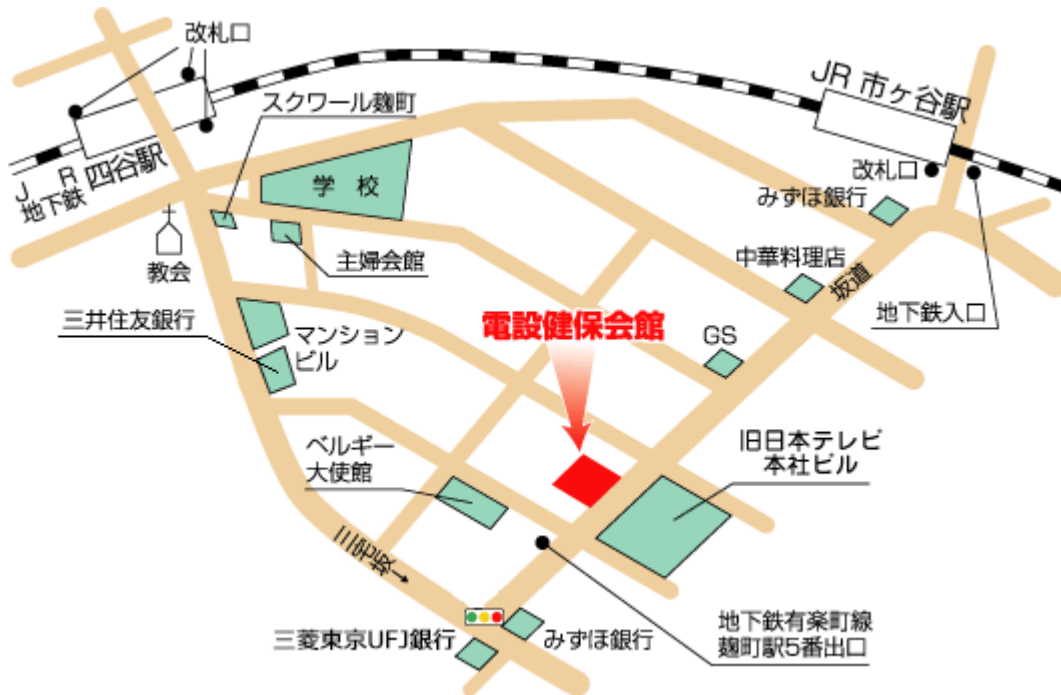 改札口
JR 市ヶ谷駅
スクワール麹町
JR 四谷駅
地下鉄
学 校
改札口
みずほ銀行
教会
主婦会館
中華料理店
坂道
地下鉄入口
三井住友銀行
マンション
ビル
電設健保会館
GS
ベルギー
大使館
旧日本テレビ
本社ビル
三宅坂→
地下鉄有楽町線
麹町駅5番出口
三菱東京UFJ銀行
みずほ銀行